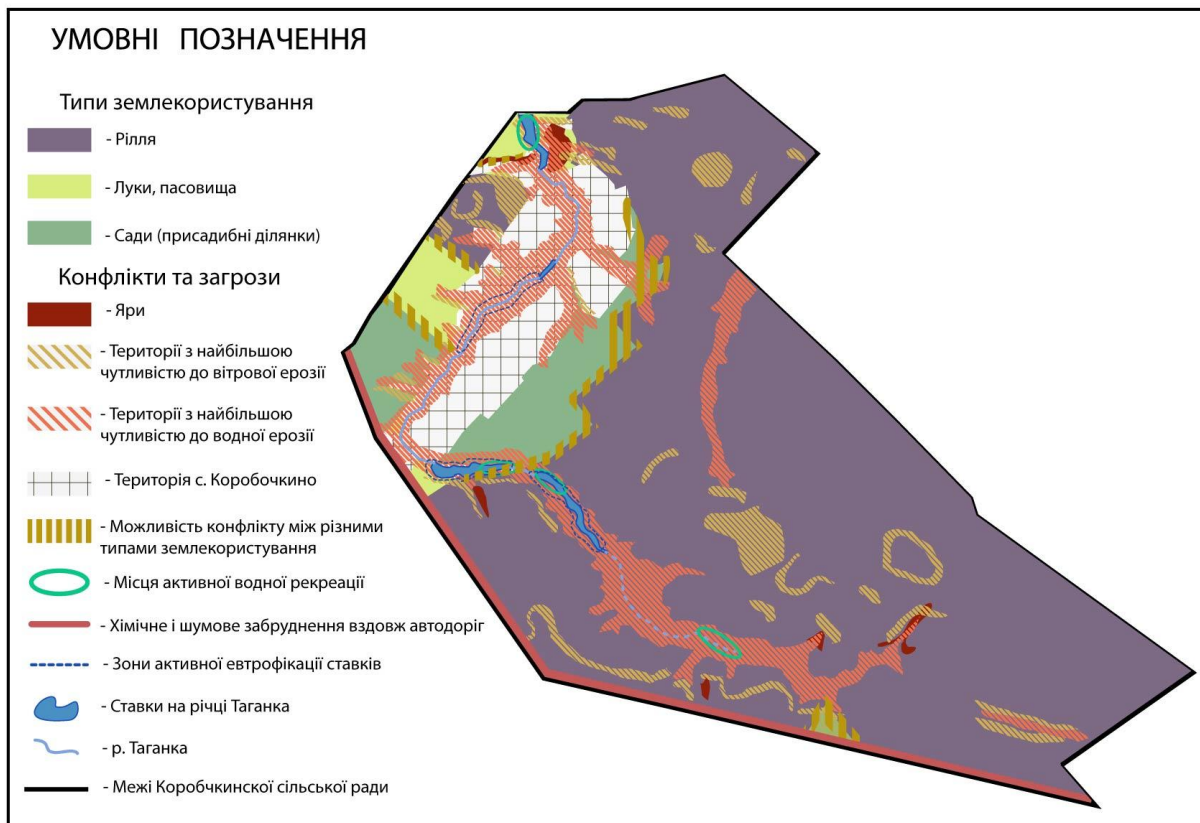 УМОВНІ ПОЗНАЧЕННЯ
Типи землекористування
- Рілля
- Луки, пасовища
- Сади (присадибні ділянки)
Конфлікти та загрози
- Яри
- Території з найбільшою
чутливістю до вітрової ерозії
- Території з найбільшою
чутливістю до водної ерозії
- Територія с. Коробочкино
- Можливість конфлікту між різними
типами землекористування
- Місця активної водної рекреації
- Хімічне і шумове забруднення вздовж автодоріг
- Зони активної евтрофікації ставків
- Ставки на річці Таганка
- р. Таганка
- Межі Коробчкинскої сільської ради